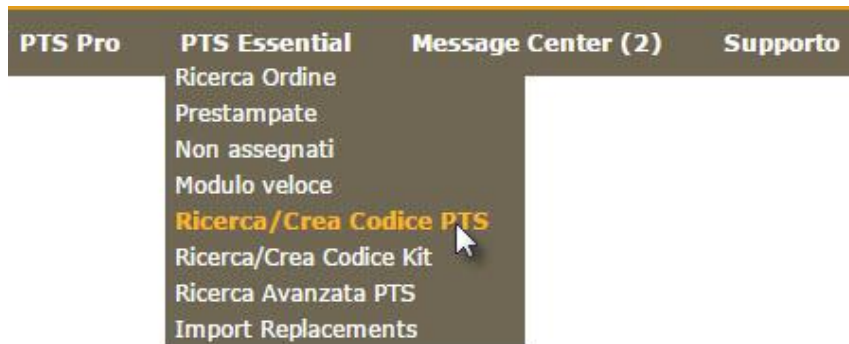 PTS Pro PTS Essential Message Center (2) Supporto
Ricerca Ordine
Prestampate
Non assegnati
Modulo veloce
Ricerca/Crea Codice PTS
Ricerca/Crea Codice Kit
Ricerca Avanzata PTS
Import Replacements